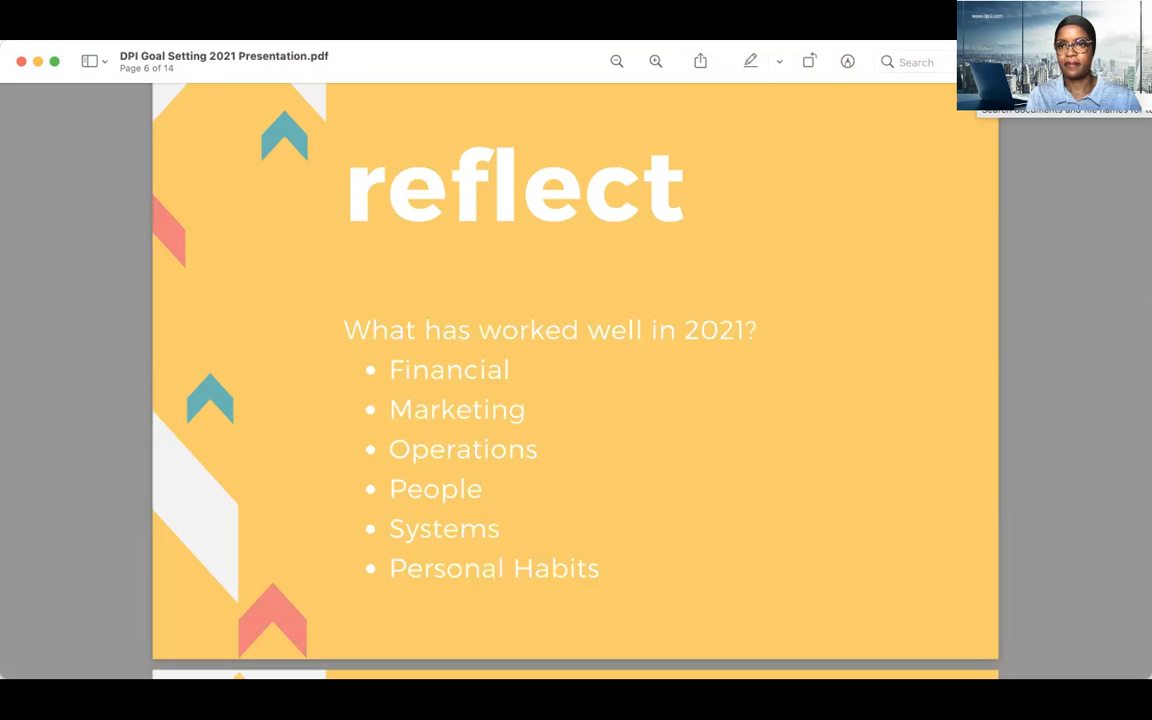 DPI Goal Setting 2021 Presentation.pdf
Page 6 of 14
Search
reflect
What has worked well in 2021?
• Financial
• Marketing
• Operations
• People
• Systems
• Personal Habits